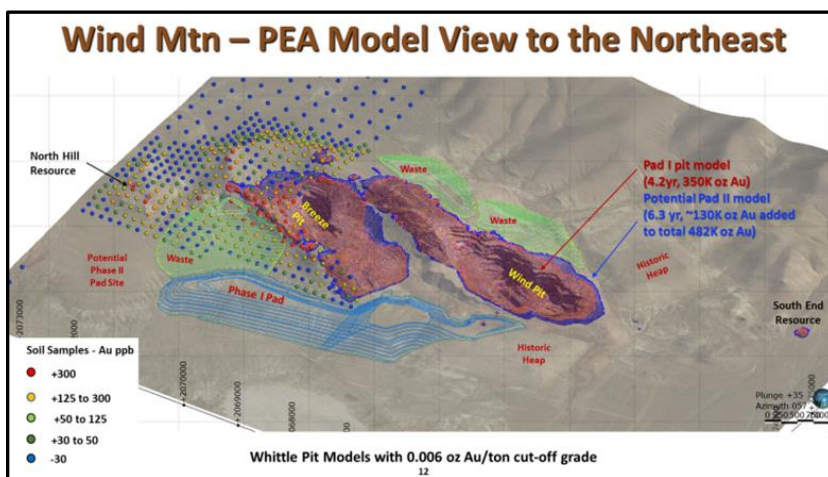 Wind Mtn – PEA Model View to the Northeast
North Hill
Resource
Waste
Pad I pit model
(4.2yr, 350K oz Au)
Potential Pad II model
(6.3 yr, ~130K oz Au added
to total 482K oz Au)
Breeze
Pit
Waste
Potential
Phase II
Pad Site
Waste
Wind Pit
Historic
Heap
Phase I Pad
South End
Resource
Historic
Heap
Soil Samples - Au ppb
+300
+125 to 300
+50 to 125
+30 to 50
-30
+2070000
+2069000
Plunge +35
Azimuth 057
Whittle Pit Models with 0.006 oz Au/ton cut-off grade
12